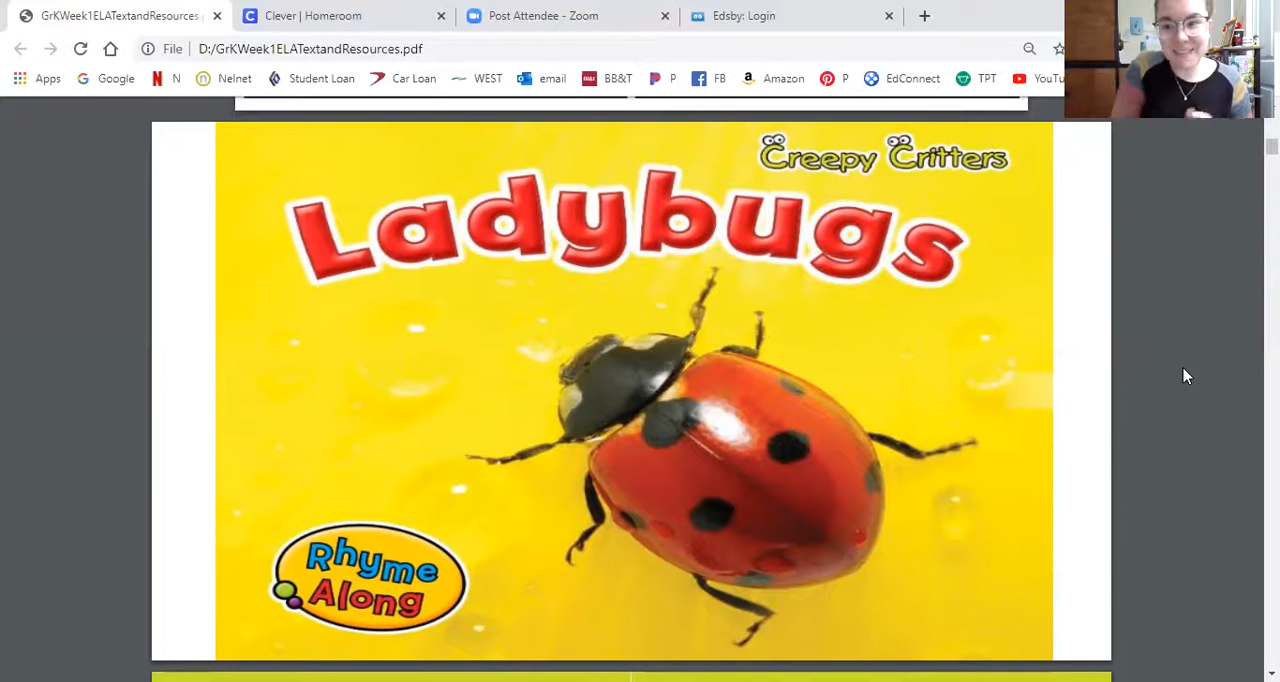 GrKWeek1ELATextandResources
Clever | Homeroom
Post Attendee - Zoom
Edsby: Login
File
D:/GrKWeek1ELATextandResources.pdf
Apps
Google
N
Nelnet
Student Loan
Car Loan
WEST
email
BB&T
P
FB
Amazon
P
EdConnect
TPT
YouTu
Creepy Critters
Ladybugs
Rhyme
Along